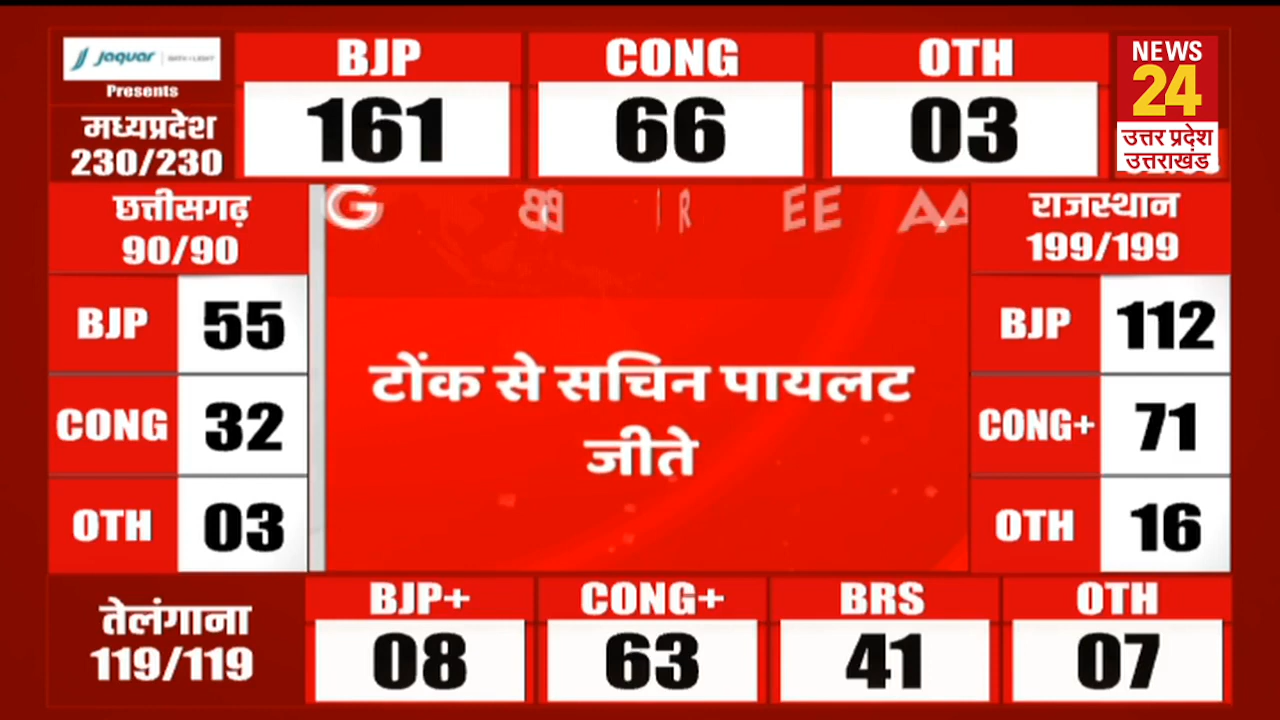 Jaquar
Presents
मध्यप्रदेश
230/230
BJP
161
CONG
66
OTH
03
NEWS
24
उत्तर प्रदेश
उत्तराखंड
छत्तीसगढ़
90/90
BJP 55
CONG 32
OTH 03
टोंक से सचिन पायलट
जीते
राजस्थान
199/199
BJP 112
CONG+ 71
OTH 16
तेलंगाना
119/119
BJP+
08
CONG+
63
BRS
41
OTH
07